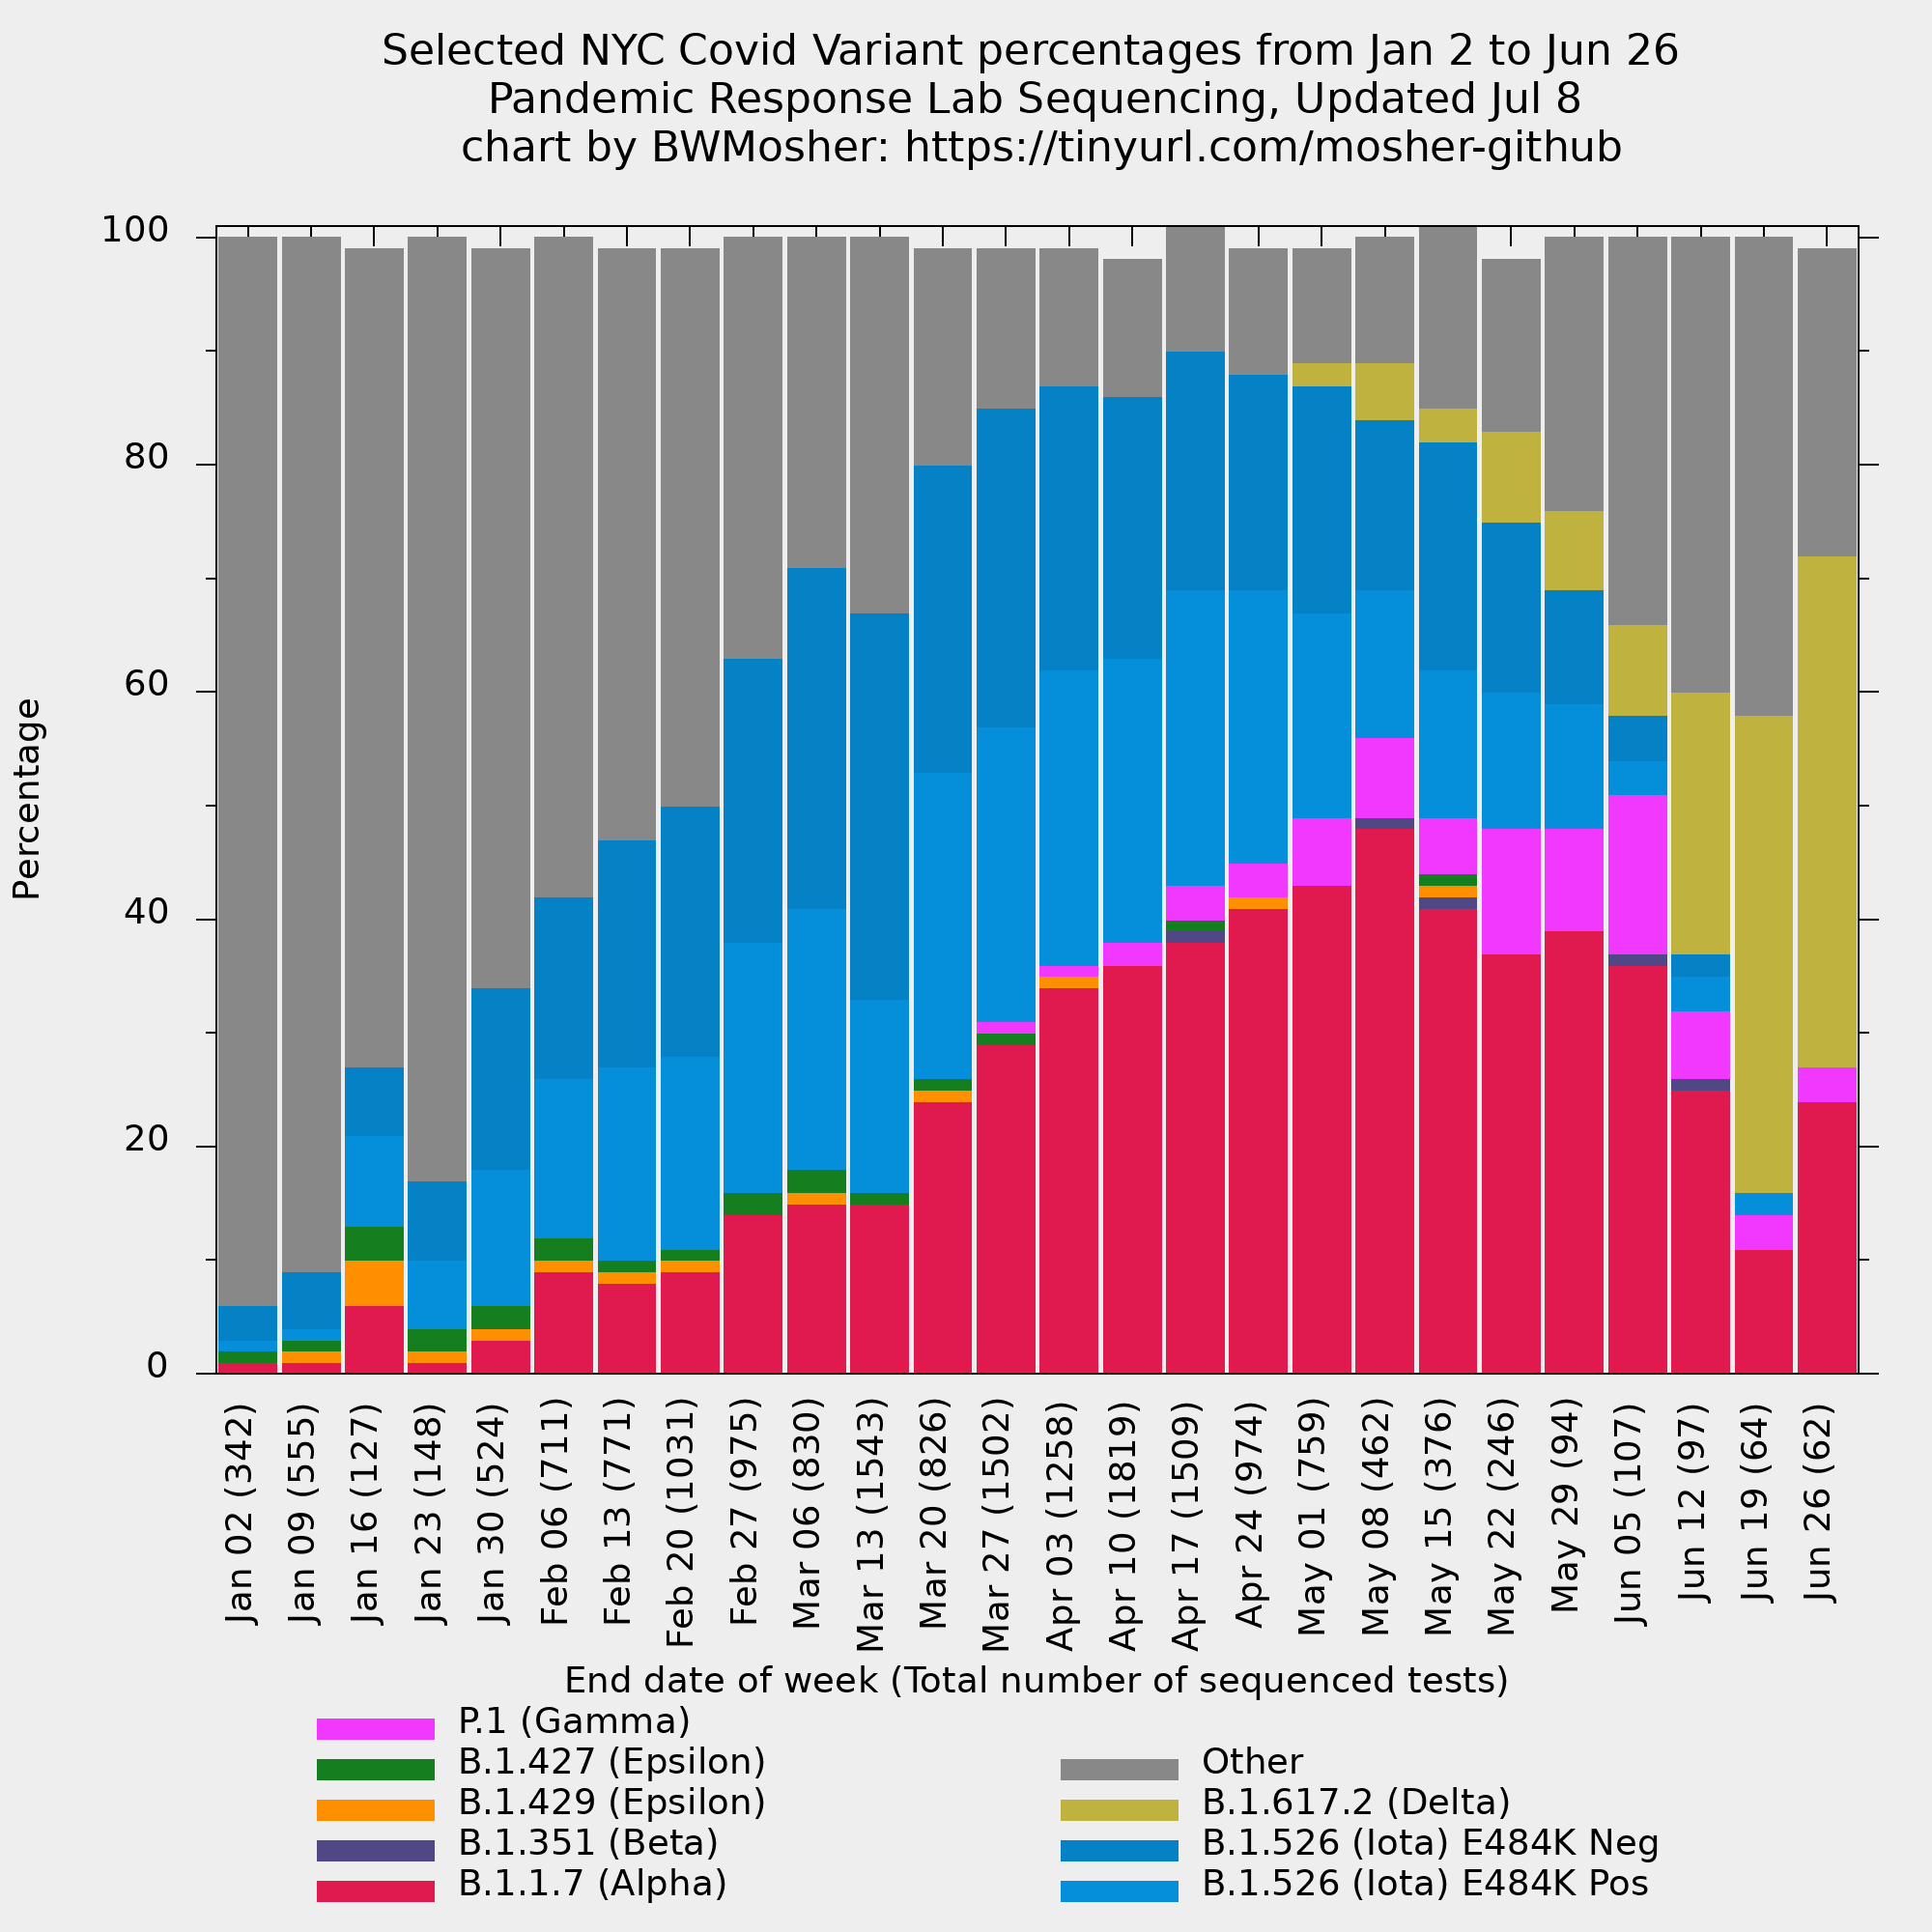 Selected NYC Covid Variant percentages from Jan 2 to Jun 26
Pandemic Response Lab Sequencing, Updated Jul 8
chart by BWMosher: https://tinyurl.com/mosher-github
100
80
60
40
20
0
Percentage
Jan 02 (342)
Jan 09 (555)
Jan 16 (127)
Jan 23 (148)
Jan 30 (524)
Feb 06 (711)
Feb 13 (771)
Feb 20 (1031)
Feb 27 (975)
Mar 06 (830)
Mar 13 (1543)
Mar 20 (826)
Mar 27 (1502)
Apr 03 (1258)
Apr 10 (1819)
Apr 17 (1509)
Apr 24 (974)
May 01 (759)
May 08 (462)
May 15 (376)
May 22 (246)
May 29 (94)
Jun 05 (107)
Jun 12 (97)
Jun 19 (64)
Jun 26 (62)
End date of week (Total number of sequenced tests)
P.1 (Gamma)
B.1.427 (Epsilon)
B.1.429 (Epsilon)
B.1.351 (Beta)
B.1.1.7 (Alpha)
Other
B.1.617.2 (Delta)
B.1.526 (Iota) E484K Neg
B.1.526 (Iota) E484K Pos